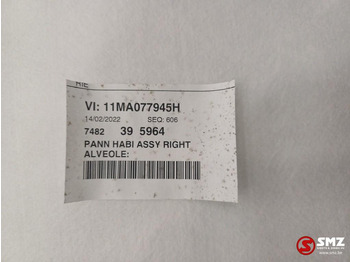 VI: 11MA077945H
14/02/2022 SEQ: 606
7482 39 5964
PANN HABI ASSY RIGHT
ALVEOLE:
SMZ